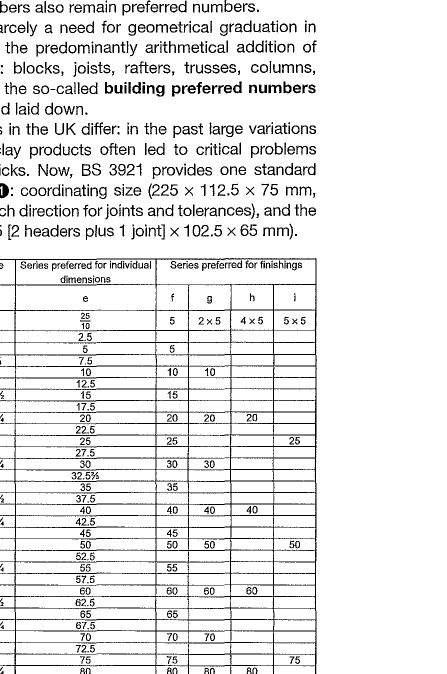 bers also remain preferred numbers.
arcely a need for geometrical graduation in
the predominantly arithmetical addition of
: blocks, joists, rafters, trusses, columns,
the so-called building preferred numbers
d laid down.
s in the UK differ: in the past large variations
lay products often led to critical problems
icks. Now, BS 3921 provides one standard
1: coordinating size (225 × 112.5 × 75 mm,
ch direction for joints and tolerances), and the
5 [2 headers plus 1 joint] × 102.5 × 65 mm).
e Series preferred for individual Series preferred for finishings
dimensions
e f g h i
25/10 5 2×5 4×5 5×5
2.5
5 5
7.5
10 10 10
12.5
15 15
17.5
20 20 20 20
22.5
25 25 25
27.5
30 30 30
32.5
35 35
37.5
40 40 40 40
42.5
45 45
50 50 50 50
52.5
55 55
57.5
60 60 60 60
62.5
65 65
67.5
70 70 70
72.5
75 75 75
80 80 80 80